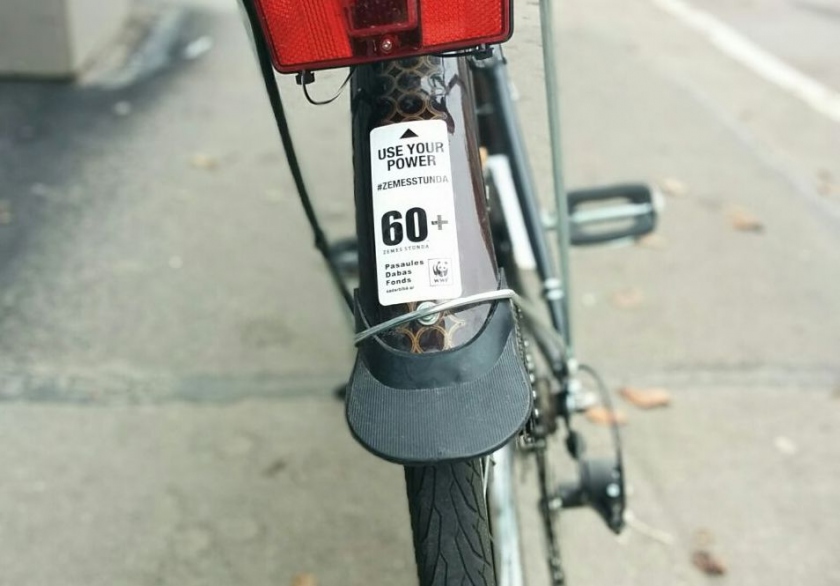 USE YOUR
POWER
#ZEMESSTUNDA
60+
ZEMES STUNDA
Pasaules
Dabas
Fonds
WWF